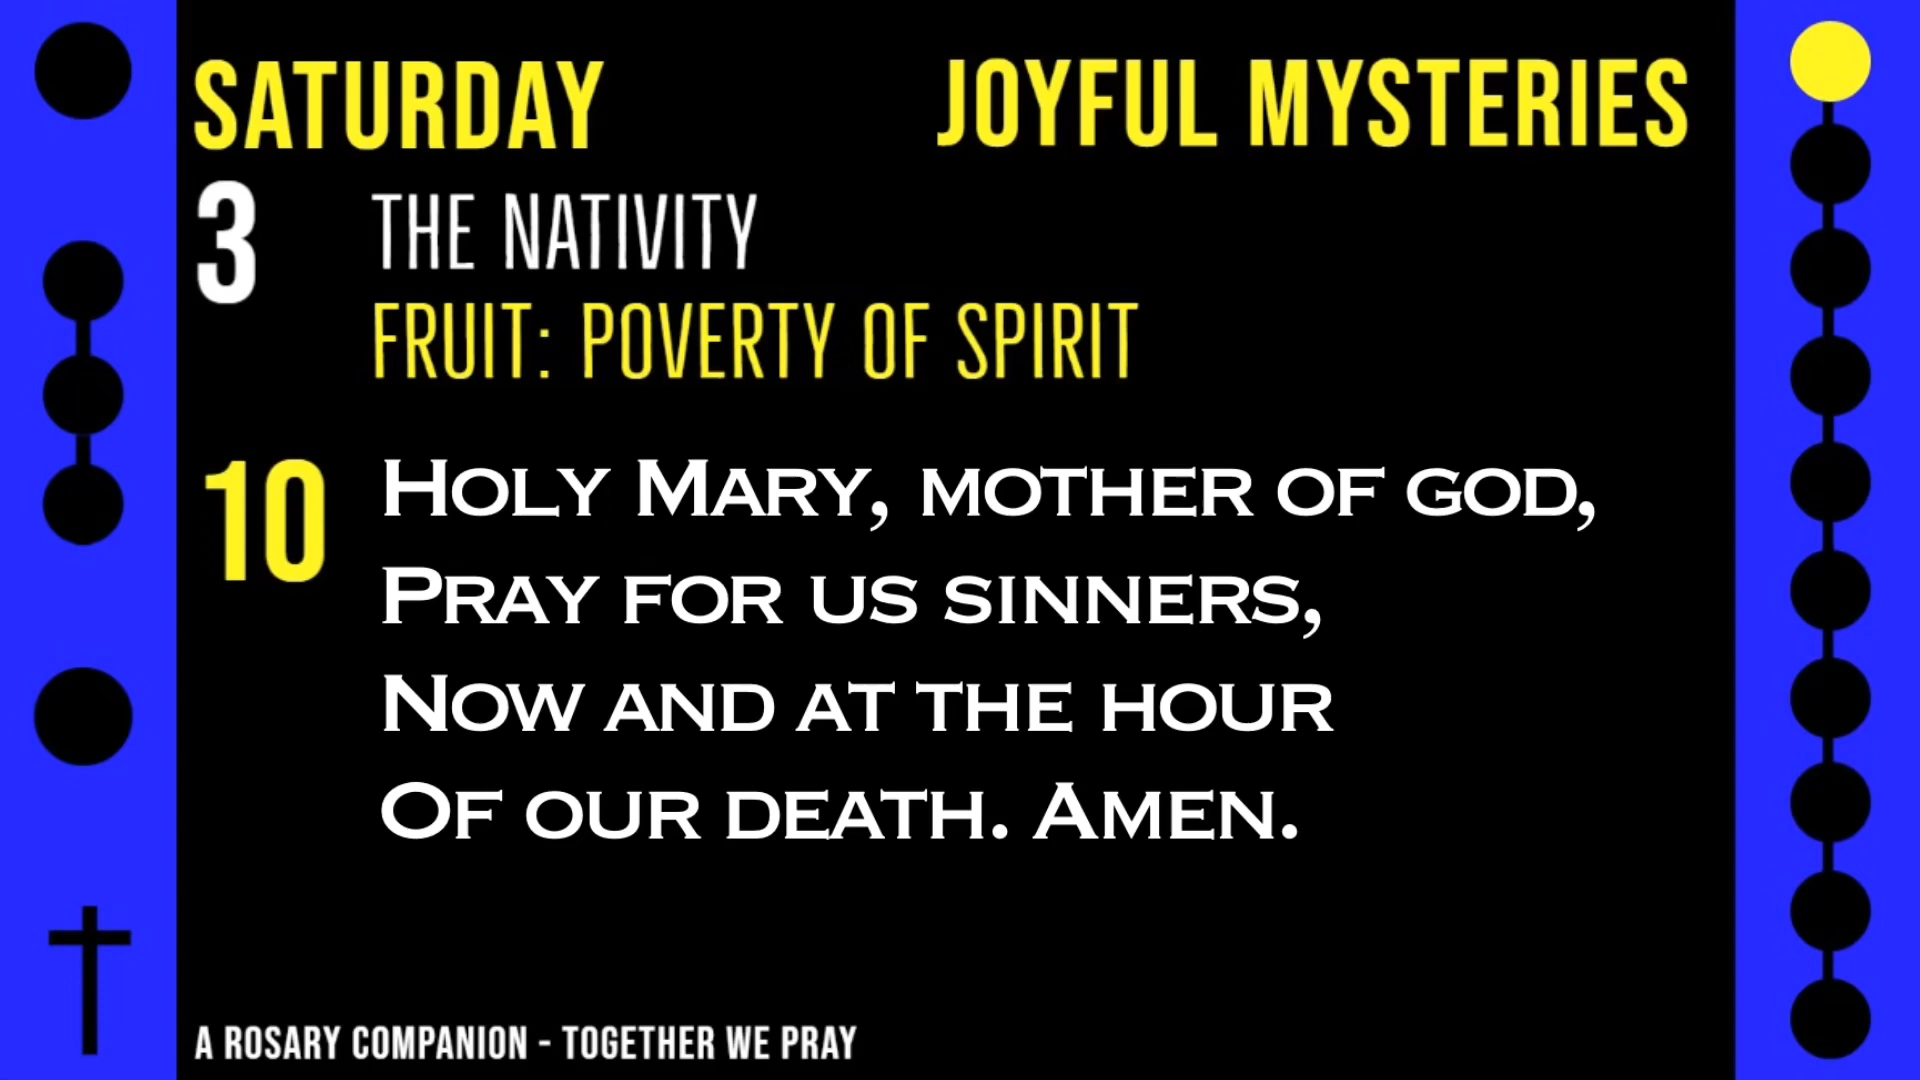 SATURDAY JOYFUL MYSTERIES
3 THE NATIVITY
FRUIT: POVERTY OF SPIRIT
10 HOLY MARY, MOTHER OF GOD,
PRAY FOR US SINNERS,
NOW AND AT THE HOUR
OF OUR DEATH. AMEN.
A ROSARY COMPANION - TOGETHER WE PRAY